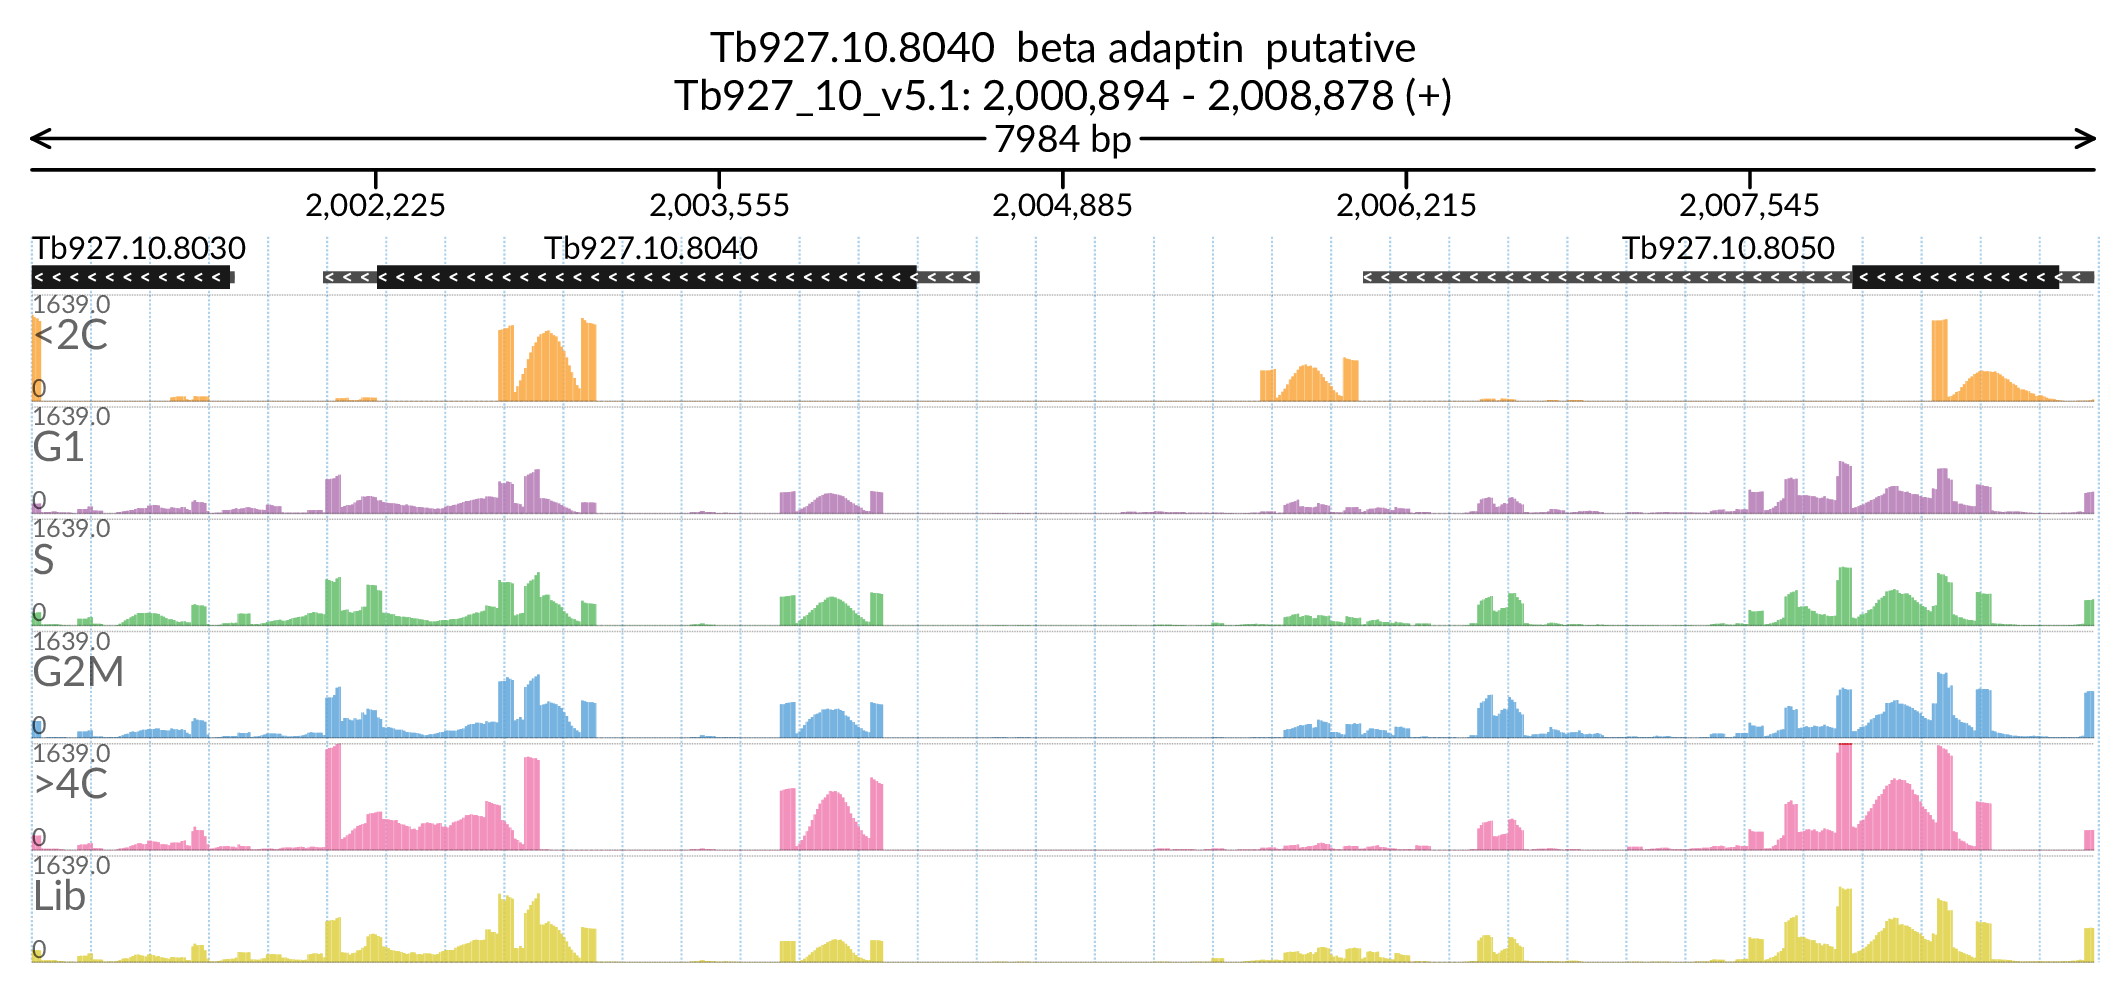 Tb927.10.8040 beta adaptin putative
Tb927_10_v5.1: 2,000,894 - 2,008,878 (+)
7984 bp
2,002,225 2,003,555 2,004,885 2,006,215 2,007,545
Tb927.10.8030 Tb927.10.8040 Tb927.10.8050
1639.0
<2C
0
1639.0
G1
0
1639.0
S
0
1639.0
G2M
0
1639.0
>4C
0
1639.0
Lib
0